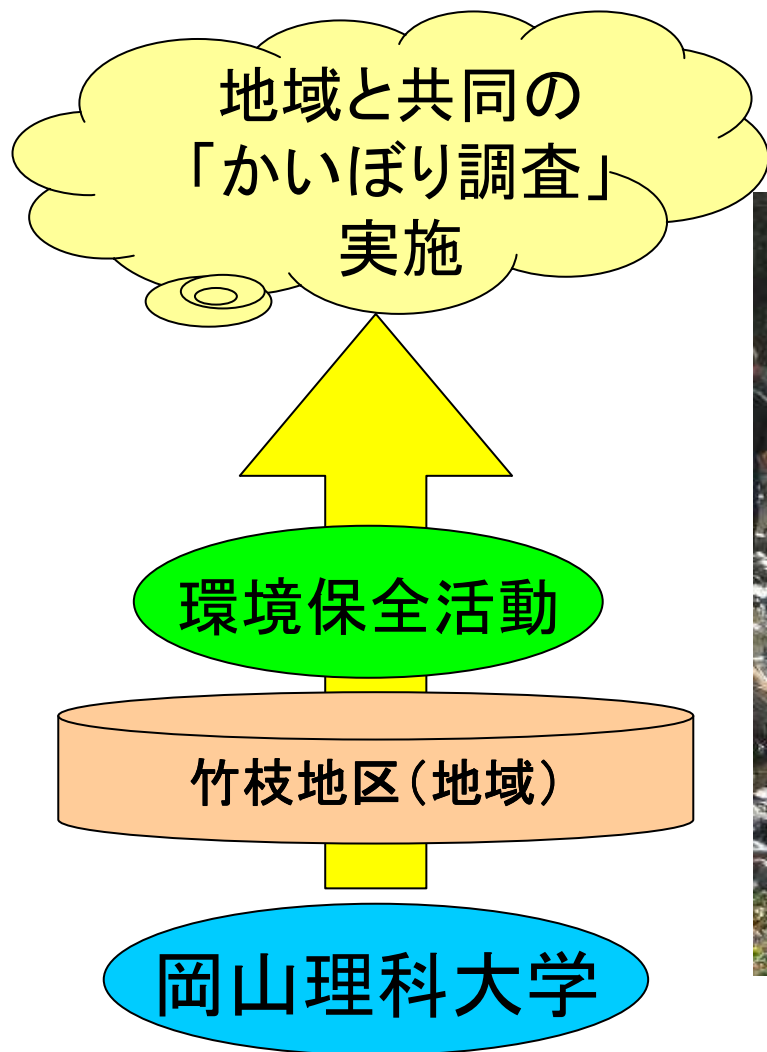 地域と共同の
「かいぼり調査」
実施
環境保全活動
竹枝地区（地域）
岡山理科大学